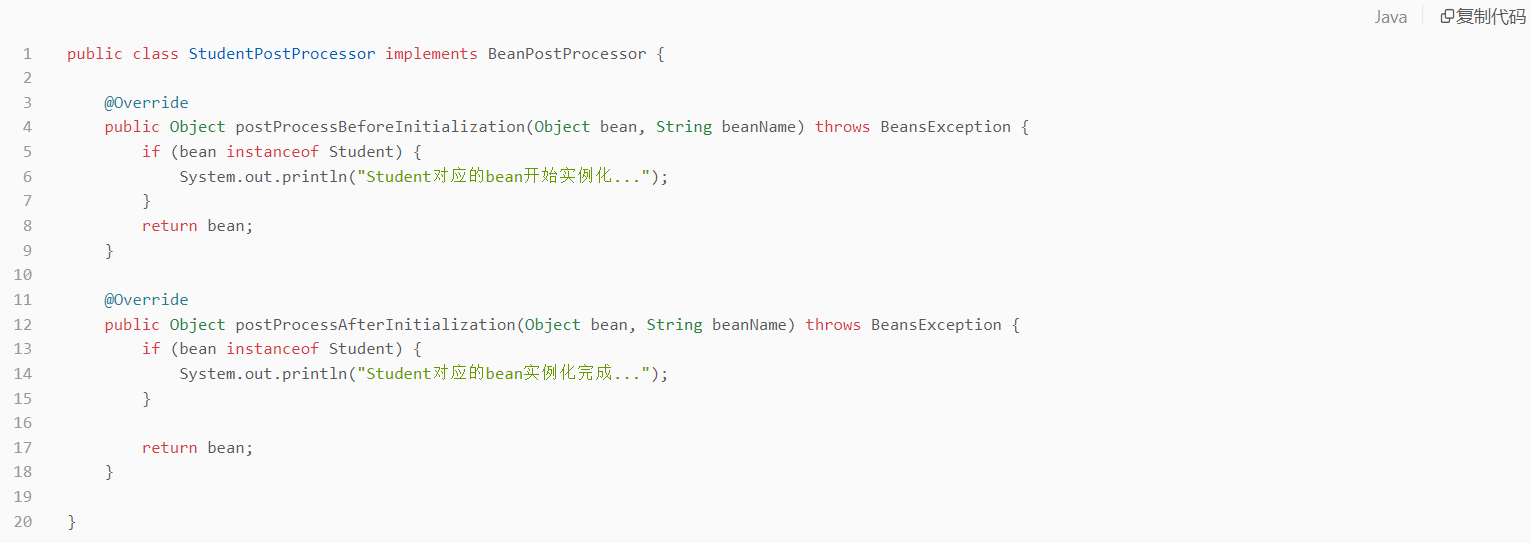 Java 复制代码
1 public class StudentPostProcessor implements BeanPostProcessor {
2
3     @Override
4     public Object postProcessBeforeInitialization(Object bean, String beanName) throws BeansException {
5         if (bean instanceof Student) {
6             System.out.println("Student对应的bean开始实例化...");
7         }
8         return bean;
9     }
10
11     @Override
12     public Object postProcessAfterInitialization(Object bean, String beanName) throws BeansException {
13         if (bean instanceof Student) {
14             System.out.println("Student对应的bean实例化完成...");
15         }
16
17         return bean;
18     }
19
20 }